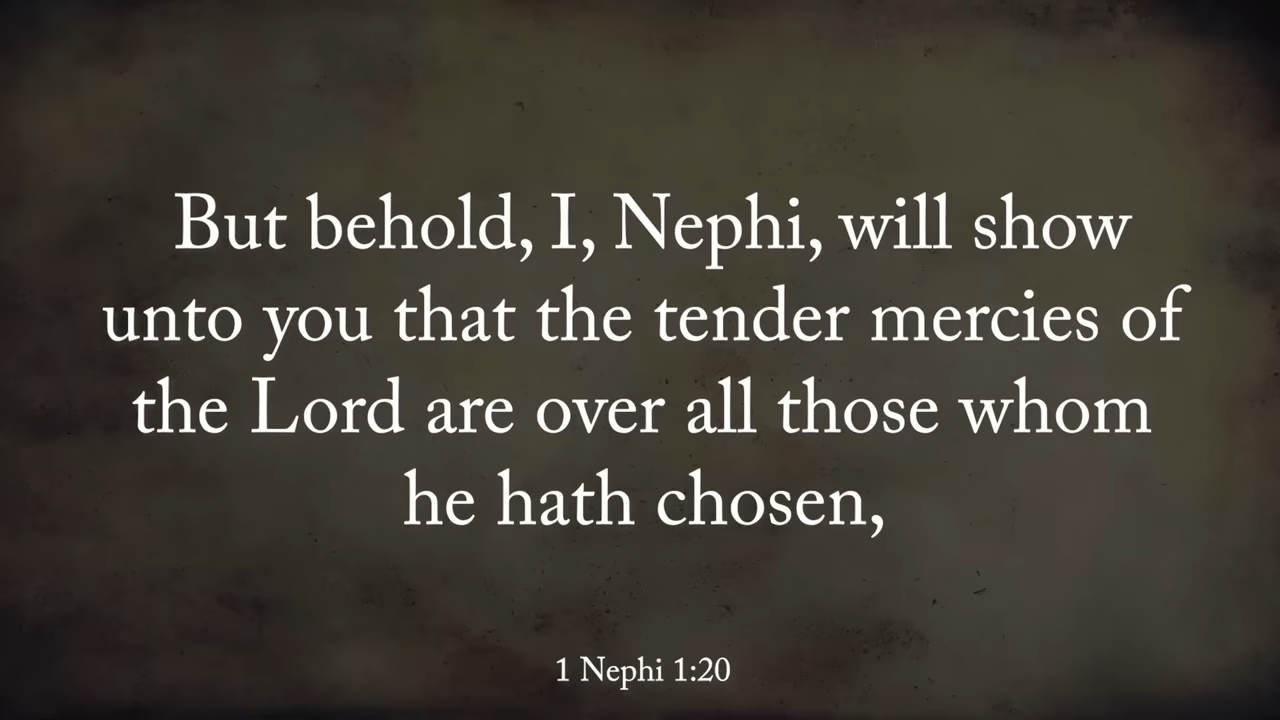 But behold, I, Nephi, will show
unto you that the tender mercies of
the Lord are over all those whom
he hath chosen,
1 Nephi 1:20